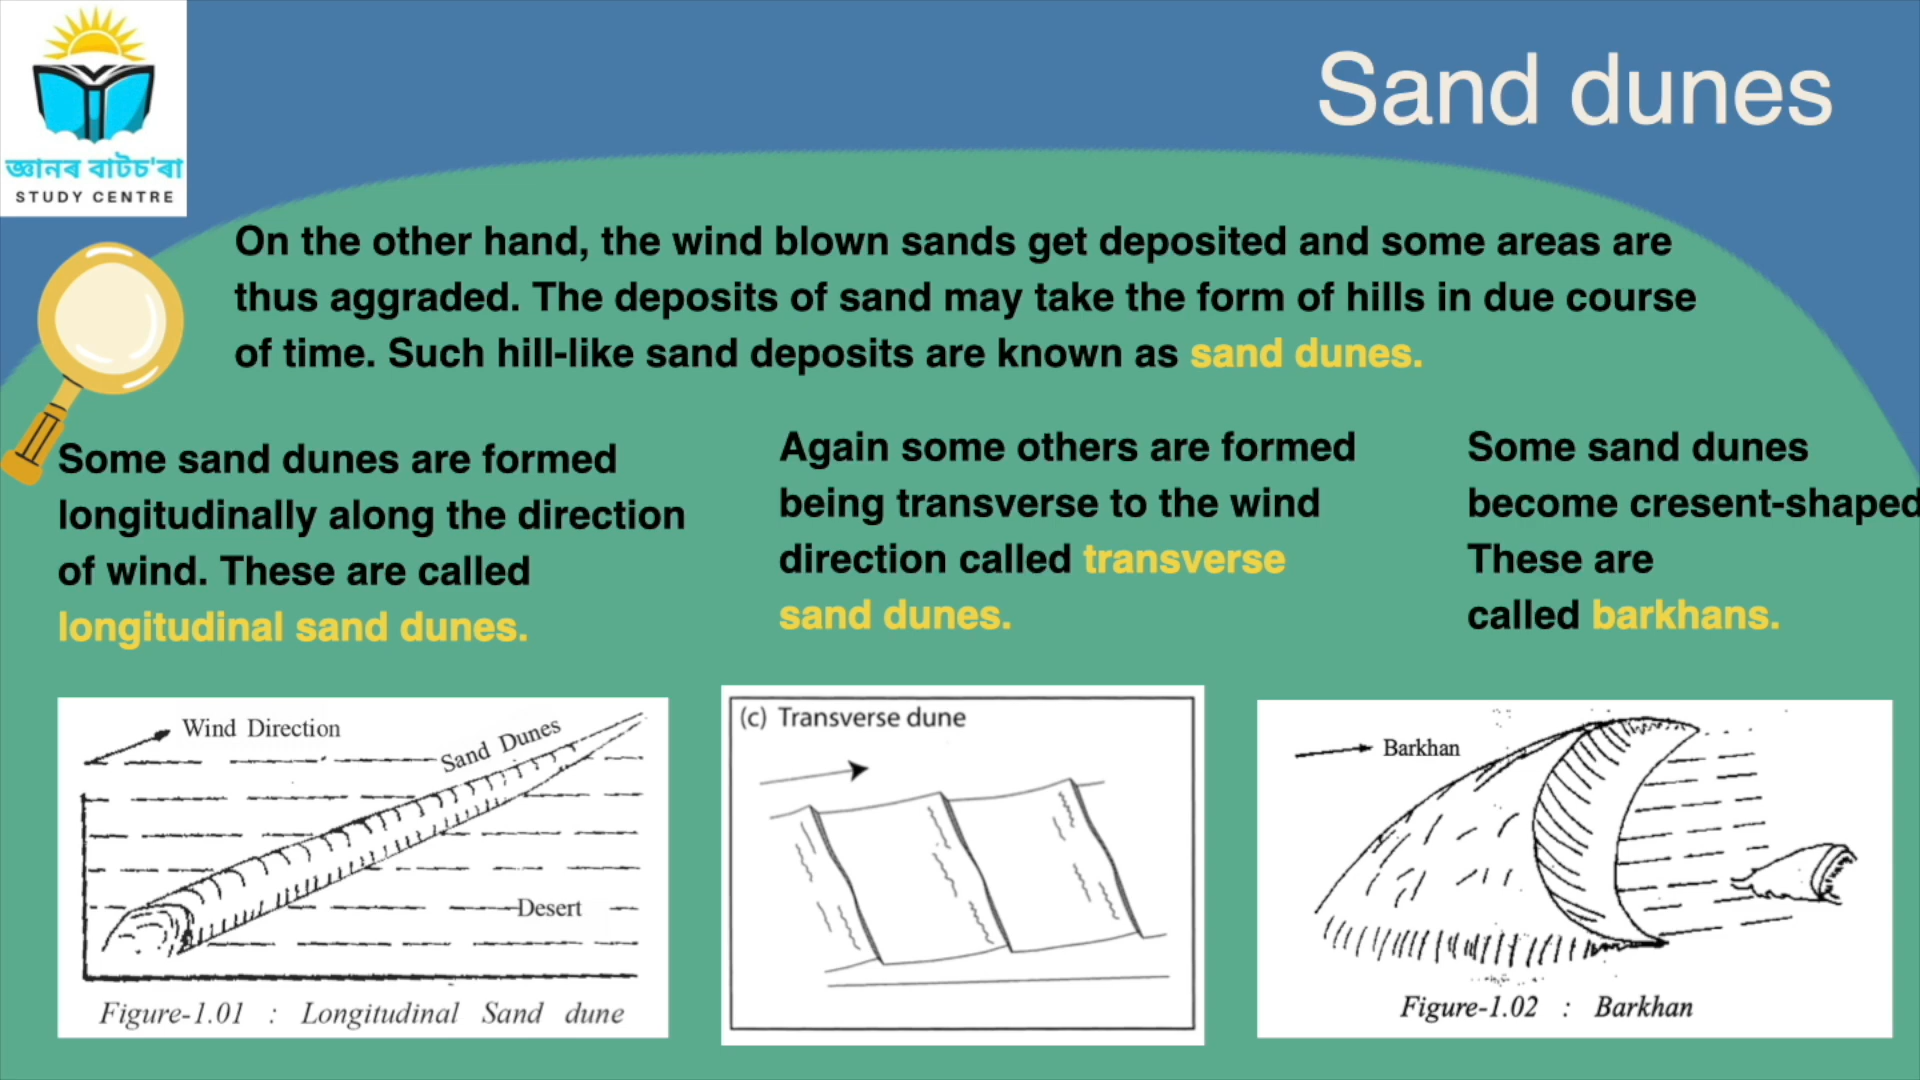 জ্ঞানৰ বাটচ'ৰা
STUDY CENTRE
Sand dunes
On the other hand, the wind blown sands get deposited and some areas are
thus aggraded. The deposits of sand may take the form of hills in due course
of time. Such hill-like sand deposits are known as sand dunes.
Some sand dunes are formed
longitudinally along the direction
of wind. These are called
longitudinal sand dunes.
Again some others are formed
being transverse to the wind
direction called transverse
sand dunes.
Some sand dunes
become cresent-shaped
These are
called barkhans.
Wind Direction
Sand Dunes
Desert
Figure-1.01 : Longitudinal Sand dune
(c) Transverse dune
Barkhan
Figure-1.02 : Barkhan